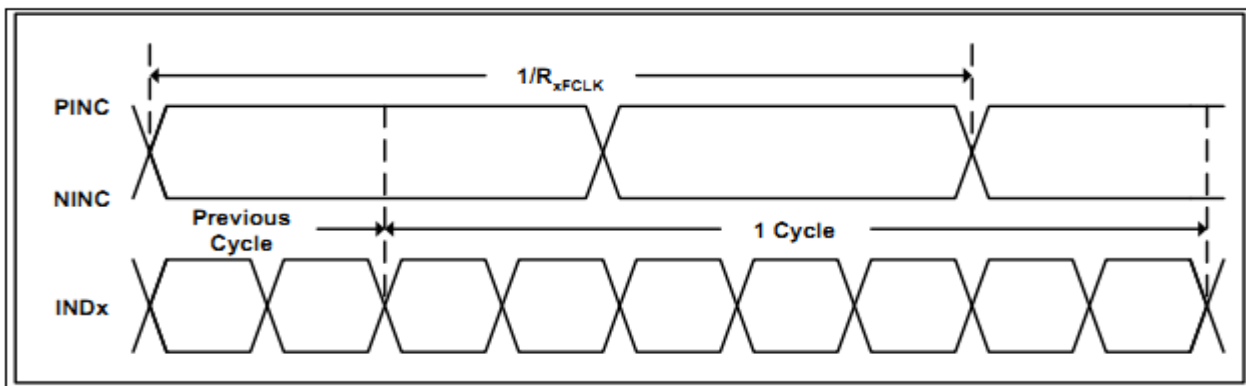 1/RxFCLK
PINC
NINC
Previous
Cycle
1 Cycle
INDx